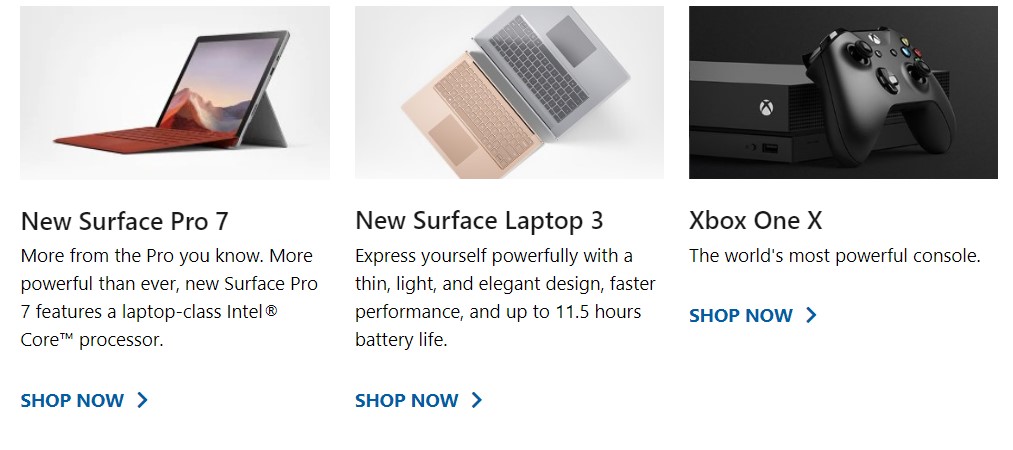 New Surface Pro 7
More from the Pro you know. More
powerful than ever, new Surface Pro
7 features a laptop-class Intel®
Core™ processor.
SHOP NOW
New Surface Laptop 3
Express yourself powerfully with a
thin, light, and elegant design, faster
performance, and up to 11.5 hours
battery life.
SHOP NOW
Xbox One X
The world's most powerful console.
SHOP NOW